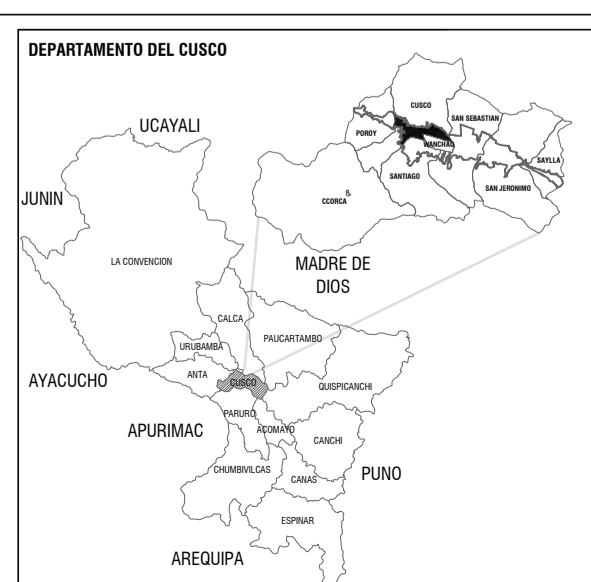 DEPARTAMENTO DEL CUSCO
CUSCO
SAN SEBASTIAN
POROY
WANCHAQ
SAYLLA
SANTIAGO
SAN JERONIMO
CCORCA
UCAYALI
JUNIN
LA CONVENCION
MADRE DE
DIOS
CALCA
PAUCARTAMBO
URUBAMBA
ANTA
CUSCO
QUISPICANCHI
AYACUCHO
PARURO
ACOMAYO
APURIMAC
CANCHI
CHUMBIVILCAS
CANAS
PUNO
ESPINAR
AREQUIPA